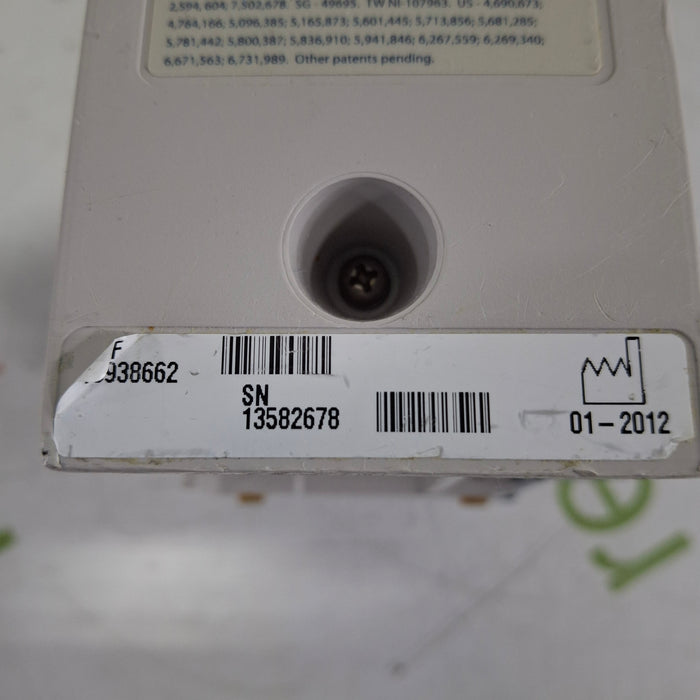 2,594,604; 7,502,678 SG - 49695. TW NI-107963. US - 4,690,673;
4,784,166; 5,096,385; 5,165,873; 5,601,445; 5,713,856; 5,681,285;
5,781,442; 5,800,387; 5,836,910; 5,941,846; 6,267,559; 6,269,340;
6,671,563; 6,731,989. Other patents pending.
F
938662
SN
13582678
01-2012
re